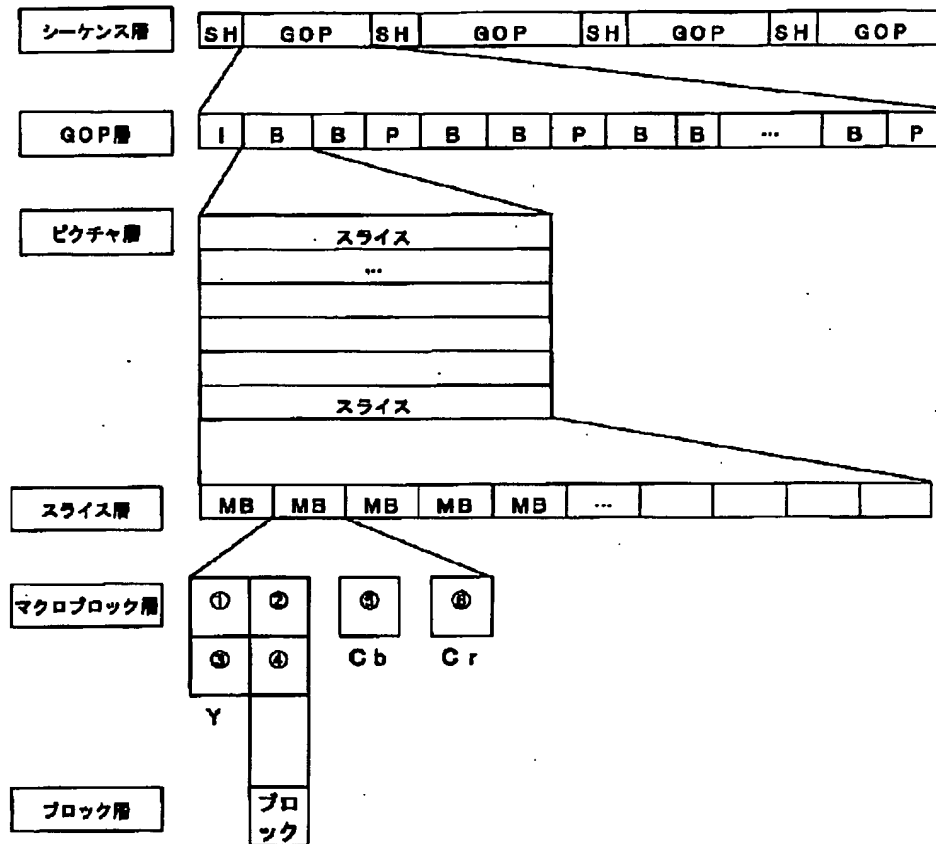 シーケンス層
SH GOP SH GOP SH GOP SH GOP
GOP層
I B B P B B P B B … B P
ピクチャ層
スライス
…
スライス
スライス層
MB MB MB MB MB …
マクロブロック層
① ② ⑤ ⑥
③ ④ Cb Cr
Y
ブロック層
ブロ
ック